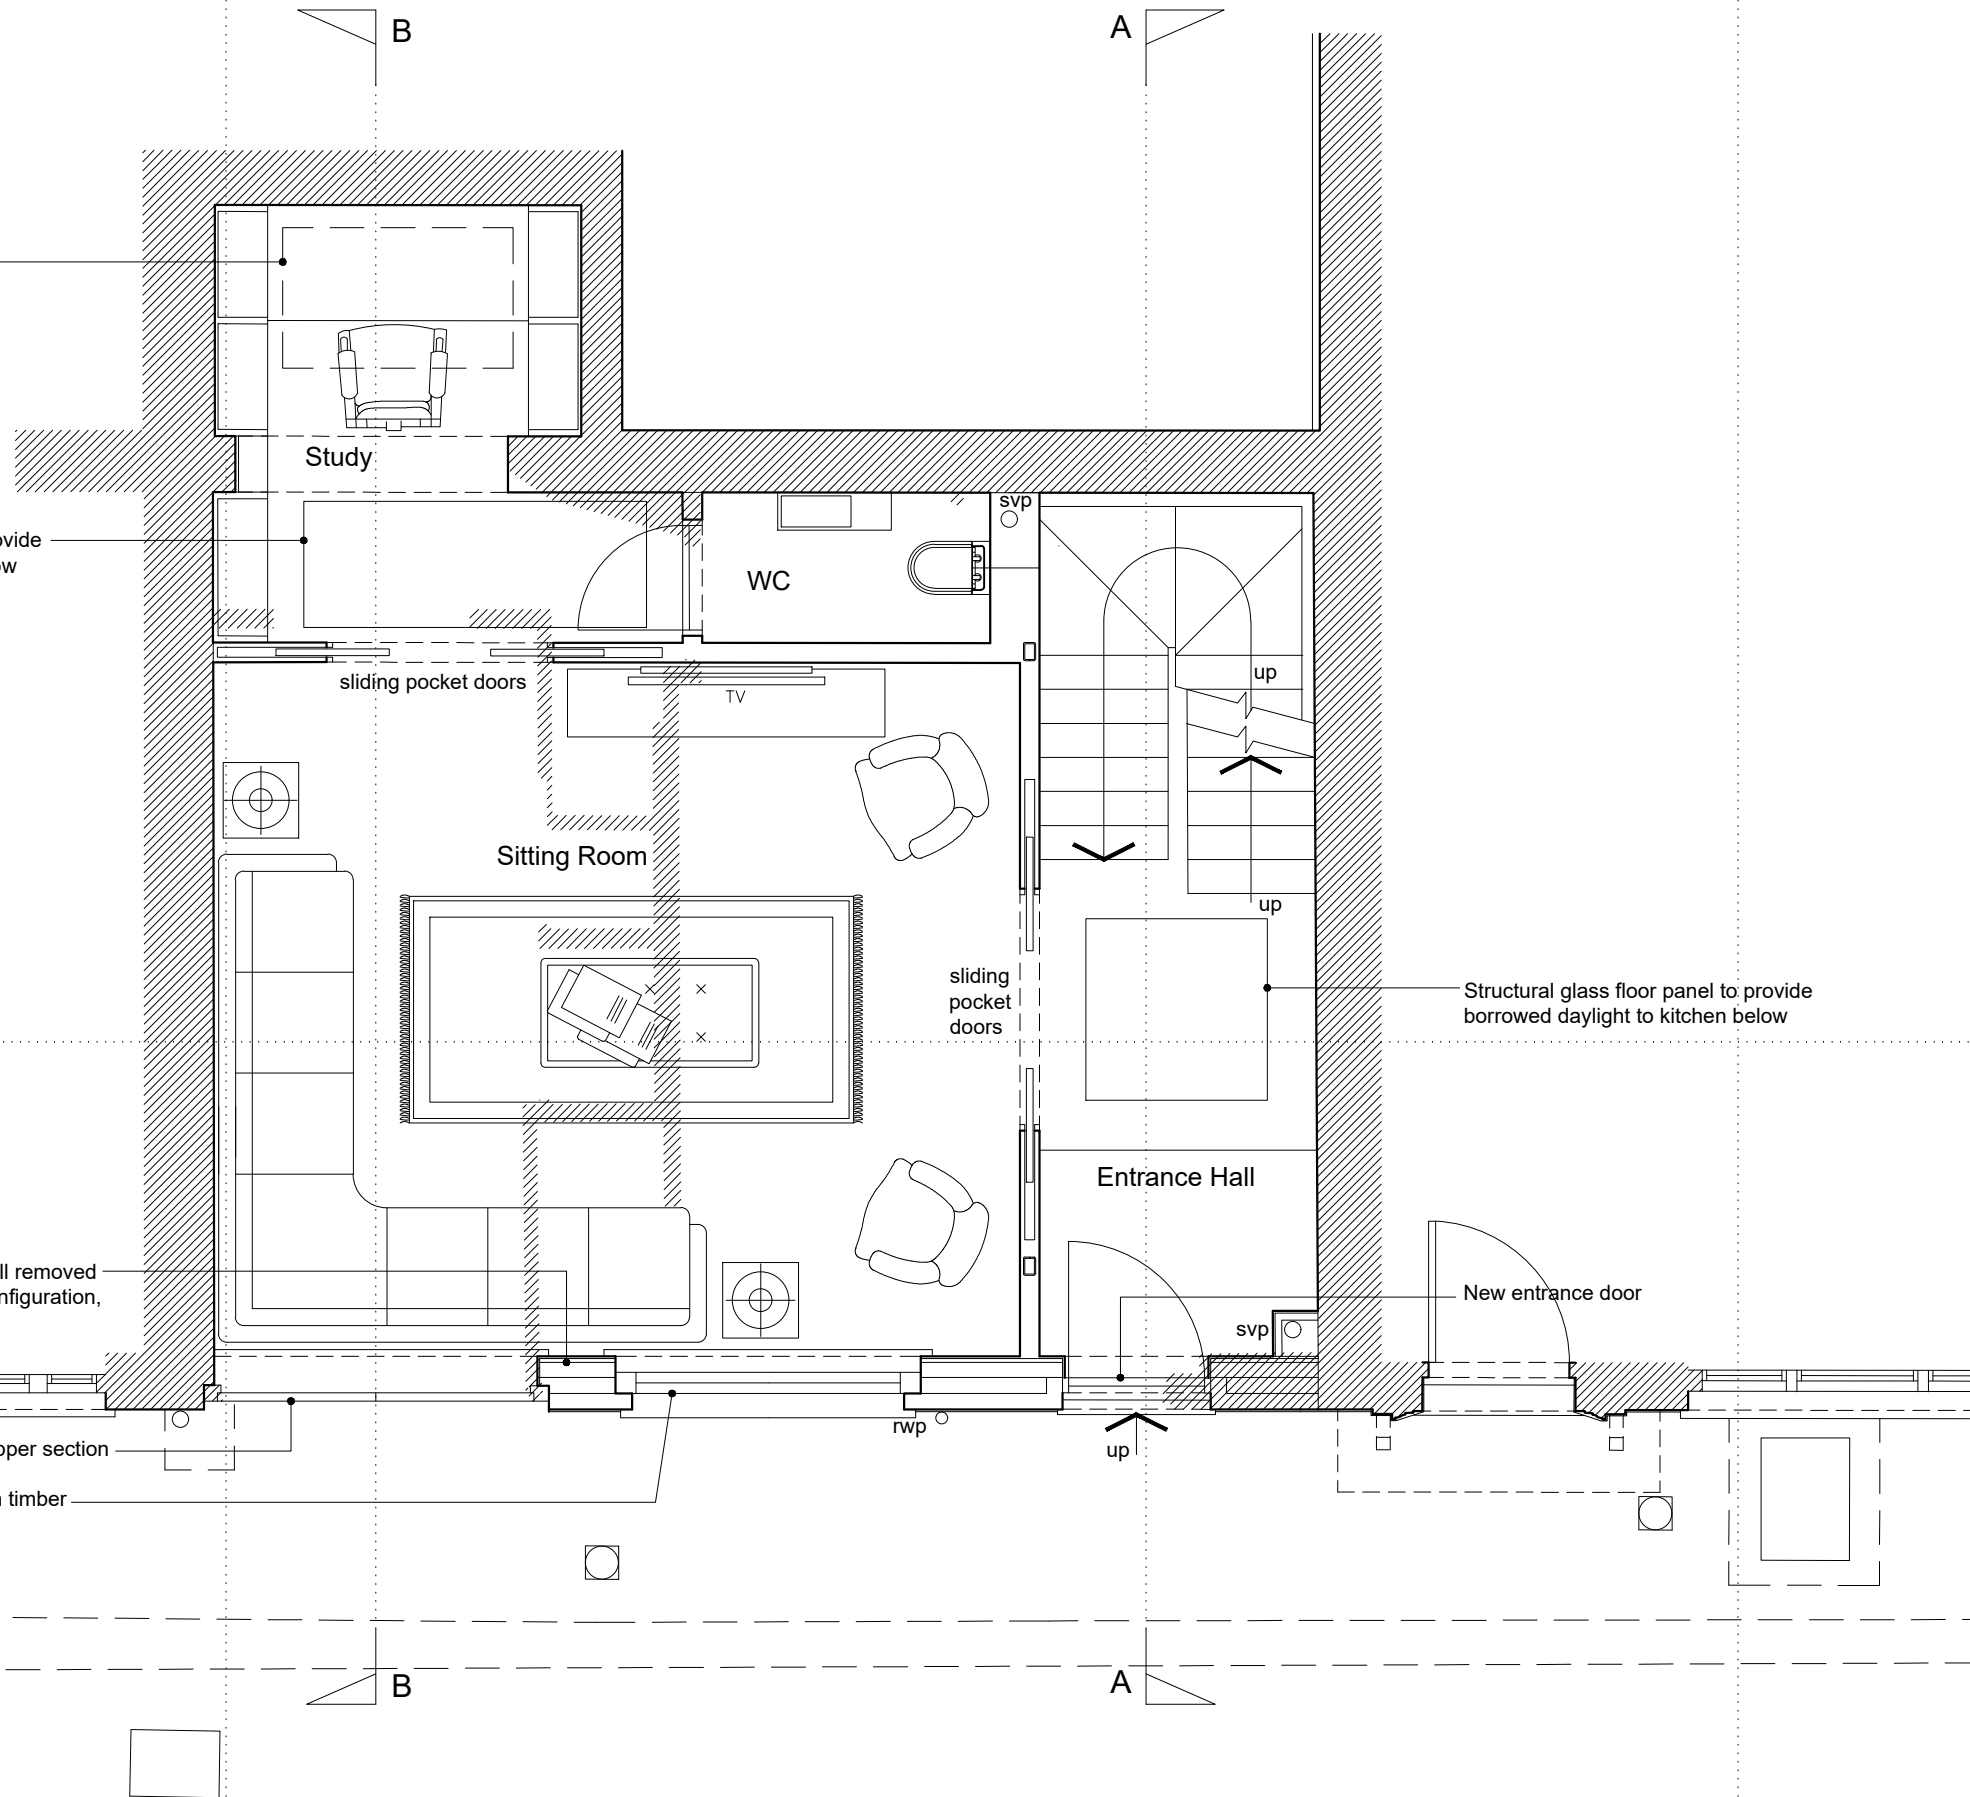 B
A
Study
ovide
ow
svp
WC
sliding pocket doors
up
TV
Sitting Room
up
sliding
pocket
doors
Structural glass floor panel to provide
borrowed daylight to kitchen below
Entrance Hall
ll removed
nfiguration,
New entrance door
svp
rwp
up
pper section
timber
B
A